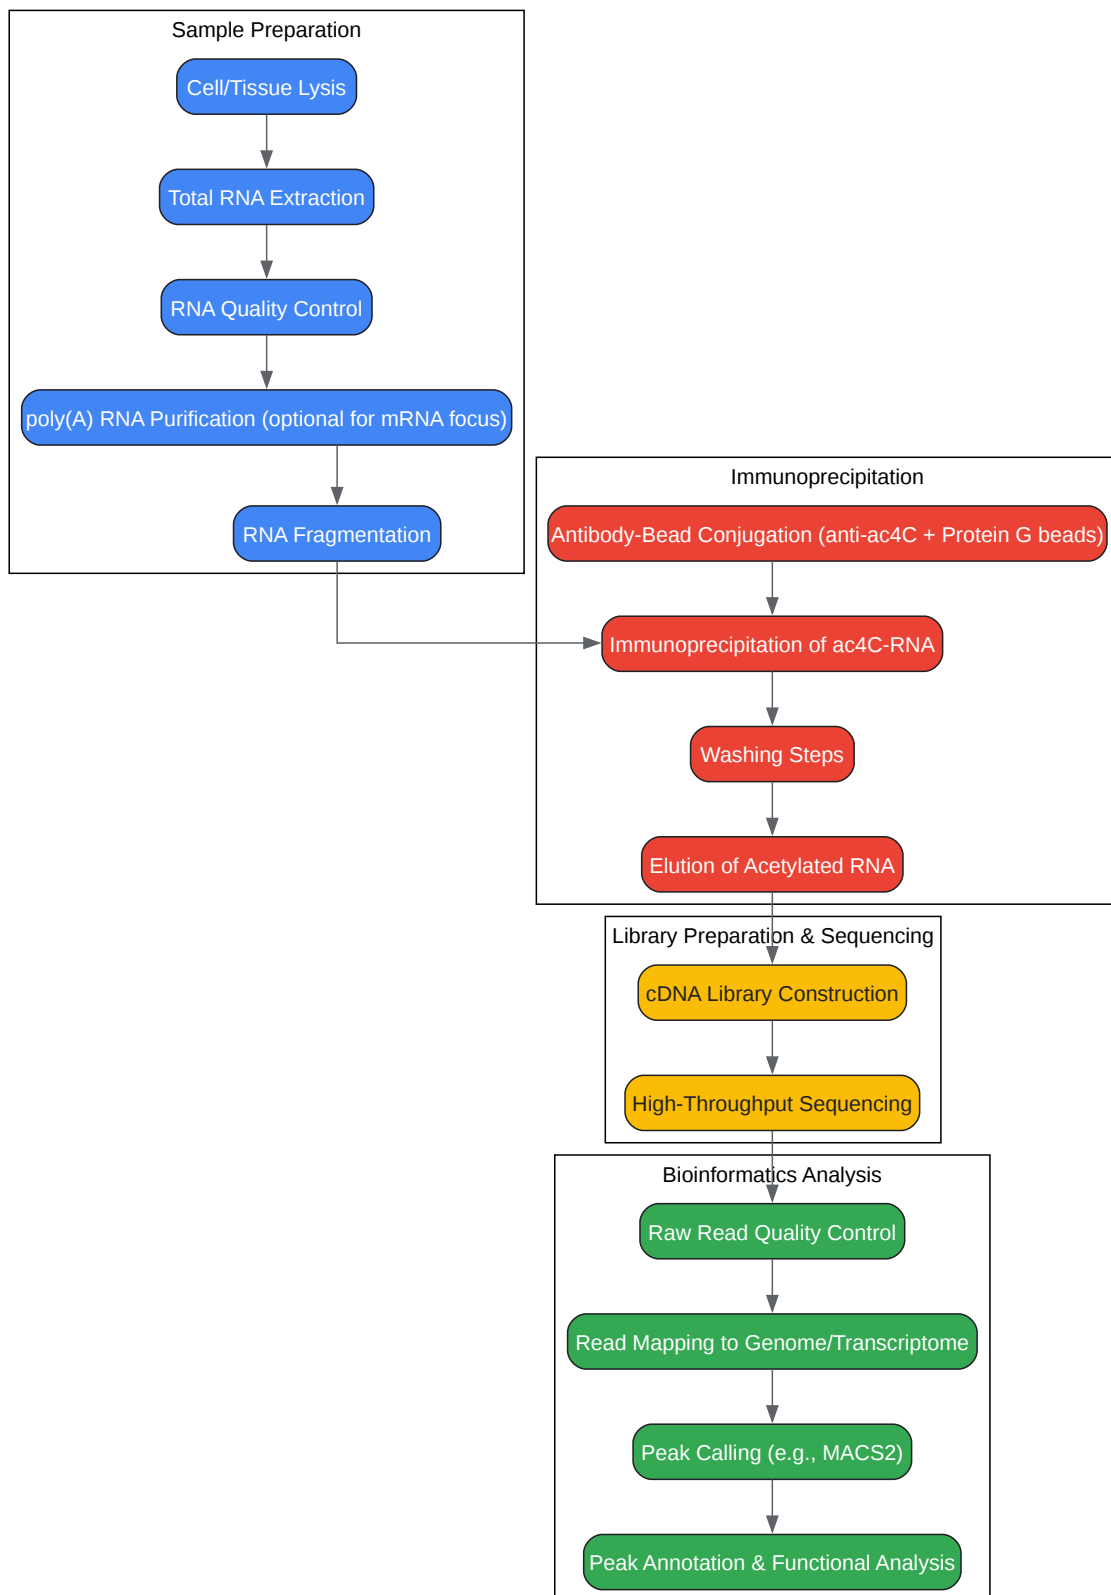 Sample Preparation
Cell/Tissue Lysis
Total RNA Extraction
RNA Quality Control
poly(A) RNA Purification (optional for mRNA focus)
RNA Fragmentation
Immunoprecipitation
Antibody-Bead Conjugation (anti-ac4C + Protein G beads)
Immunoprecipitation of ac4C-RNA
Washing Steps
Elution of Acetylated RNA
Library Preparation & Sequencing
cDNA Library Construction
High-Throughput Sequencing
Bioinformatics Analysis
Raw Read Quality Control
Read Mapping to Genome/Transcriptome
Peak Calling (e.g., MACS2)
Peak Annotation & Functional Analysis